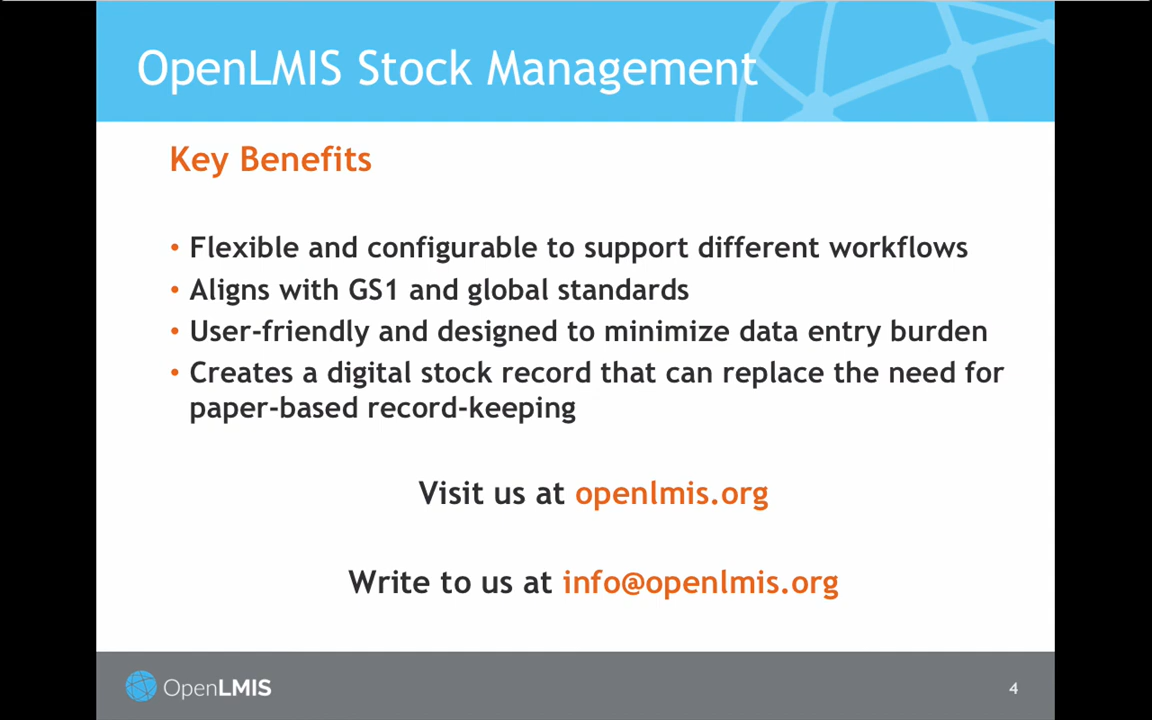 OpenLMIS Stock Management
Key Benefits
• Flexible and configurable to support different workflows
• Aligns with GS1 and global standards
• User-friendly and designed to minimize data entry burden
• Creates a digital stock record that can replace the need for
paper-based record-keeping
Visit us at openlmis.org
Write to us at info@openlmis.org
OpenLMIS
4